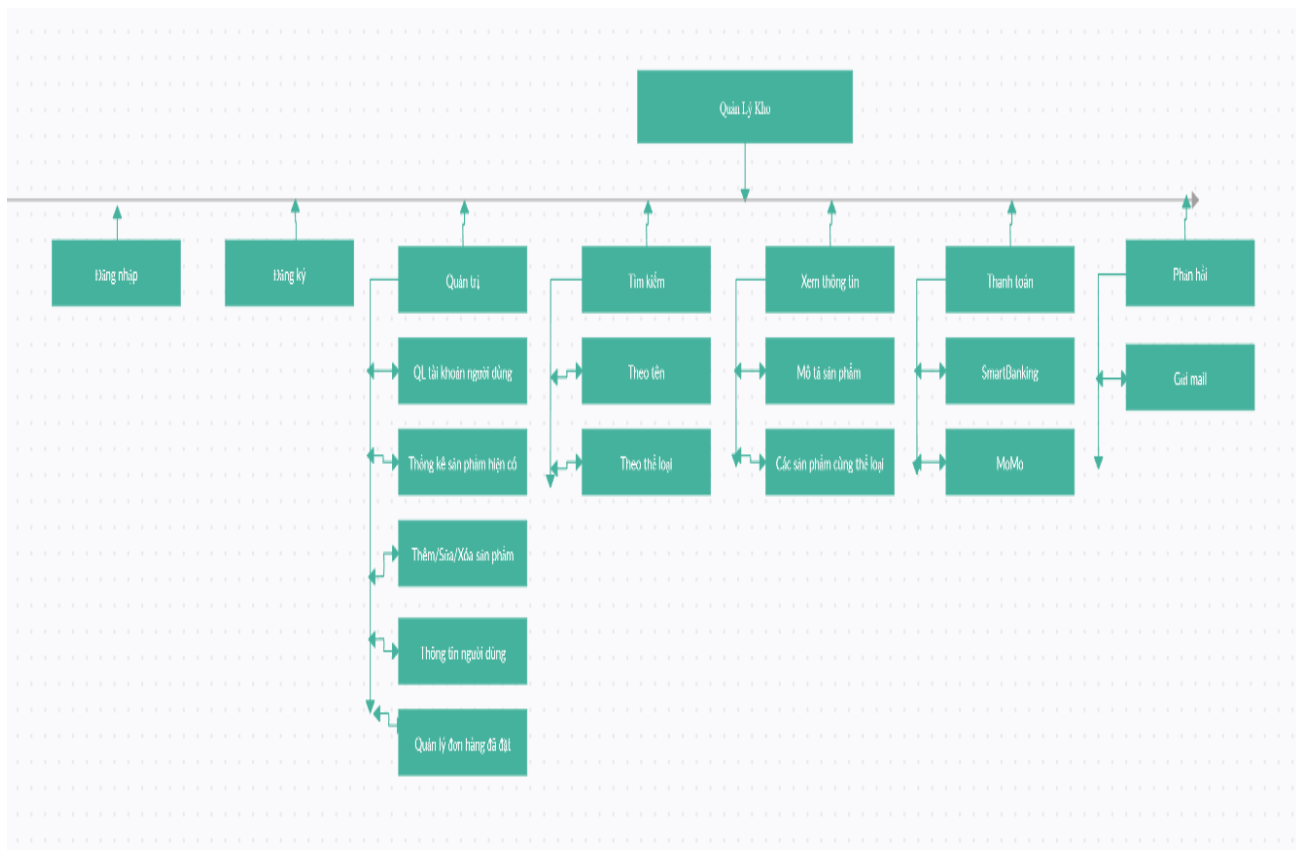 Quản Lý Kho
Đăng nhập
Đăng ký
Quản trị
Tìm kiếm
Xem thông tin
Thanh toán
Phản hồi
QL tài khoản người dùng
Theo tên
Mô tả sản phẩm
SmartBanking
Gửi mail
Thống kê sản phẩm hiện có
Theo thể loại
Các sản phẩm cùng thể loại
MoMo
Thêm/Sửa/Xóa sản phẩm
Thông tin người dùng
Quản lý đơn hàng đã đặt